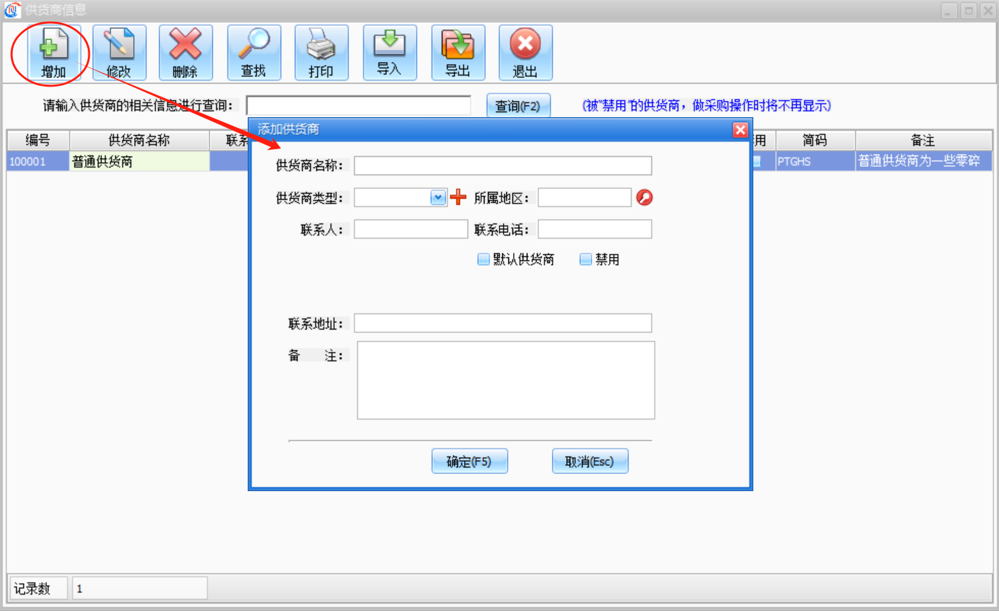 供货商信息
增加 修改 删除 查找 打印 导入 导出 退出
请输入供货商的相关信息进行查询： 查询(F2) (被"禁用"的供货商，做采购操作时将不再显示)
添加供货商
编号 供货商名称 联系 用 简码 备注
100001 普通供货商 PTGHS 普通供货商为一些零碎
供货商名称：
供货商类型： 所属地区：
联系人： 联系电话：
默认供货商 禁用
联系地址：
备 注：
确定(F5) 取消(Esc)
记录数 1